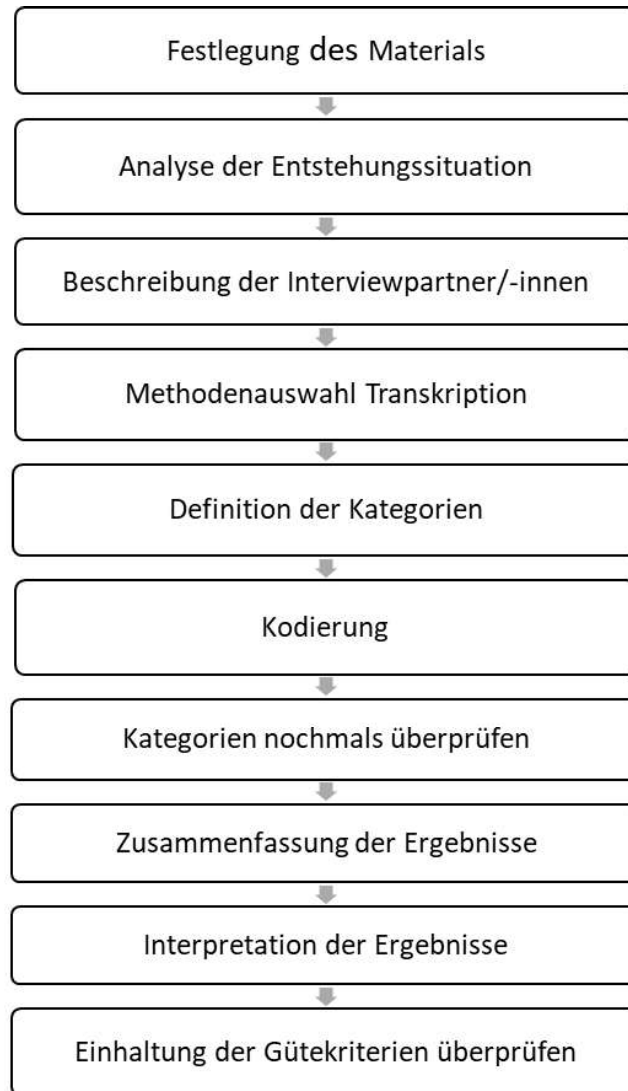 Festlegung des Materials
Analyse der Entstehungssituation
Beschreibung der Interviewpartner/-innen
Methodenauswahl Transkription
Definition der Kategorien
Kodierung
Kategorien nochmals überprüfen
Zusammenfassung der Ergebnisse
Interpretation der Ergebnisse
Einhaltung der Gütekriterien überprüfen